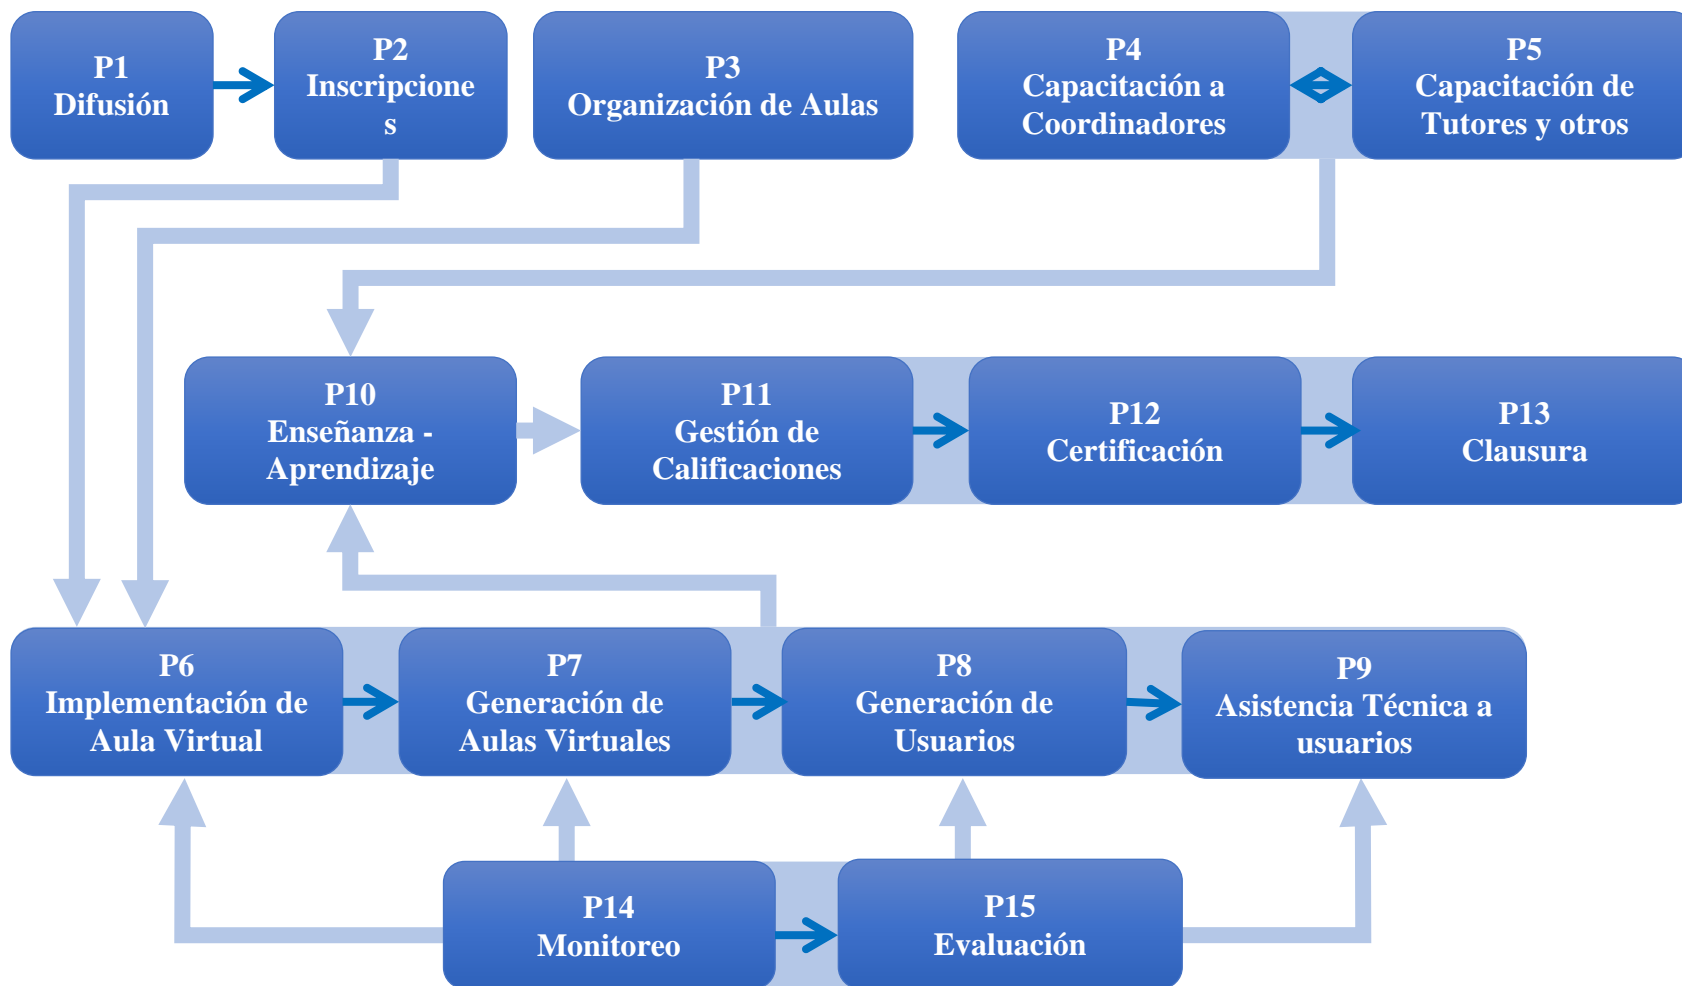 P1
Difusión
P2
Inscripcione
s
P3
Organización de Aulas
P4
Capacitación a
Coordinadores
P5
Capacitación de
Tutores y otros
P10
Enseñanza -
Aprendizaje
P11
Gestión de
Calificaciones
P12
Certificación
P13
Clausura
P6
Implementación de
Aula Virtual
P7
Generación de
Aulas Virtuales
P8
Generación de
Usuarios
P9
Asistencia Técnica a
usuarios
P14
Monitoreo
P15
Evaluación